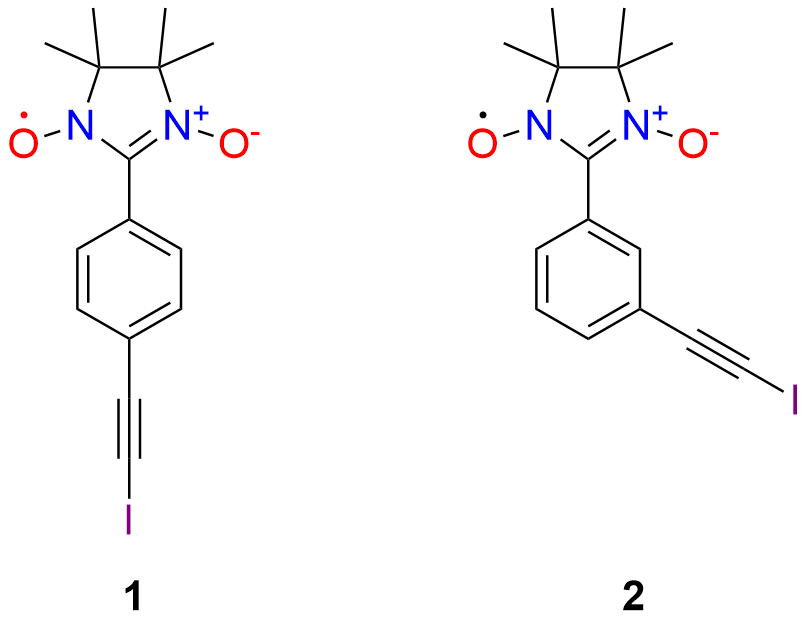 N N+ N N+
O• O- O• O-
I
I
1 2